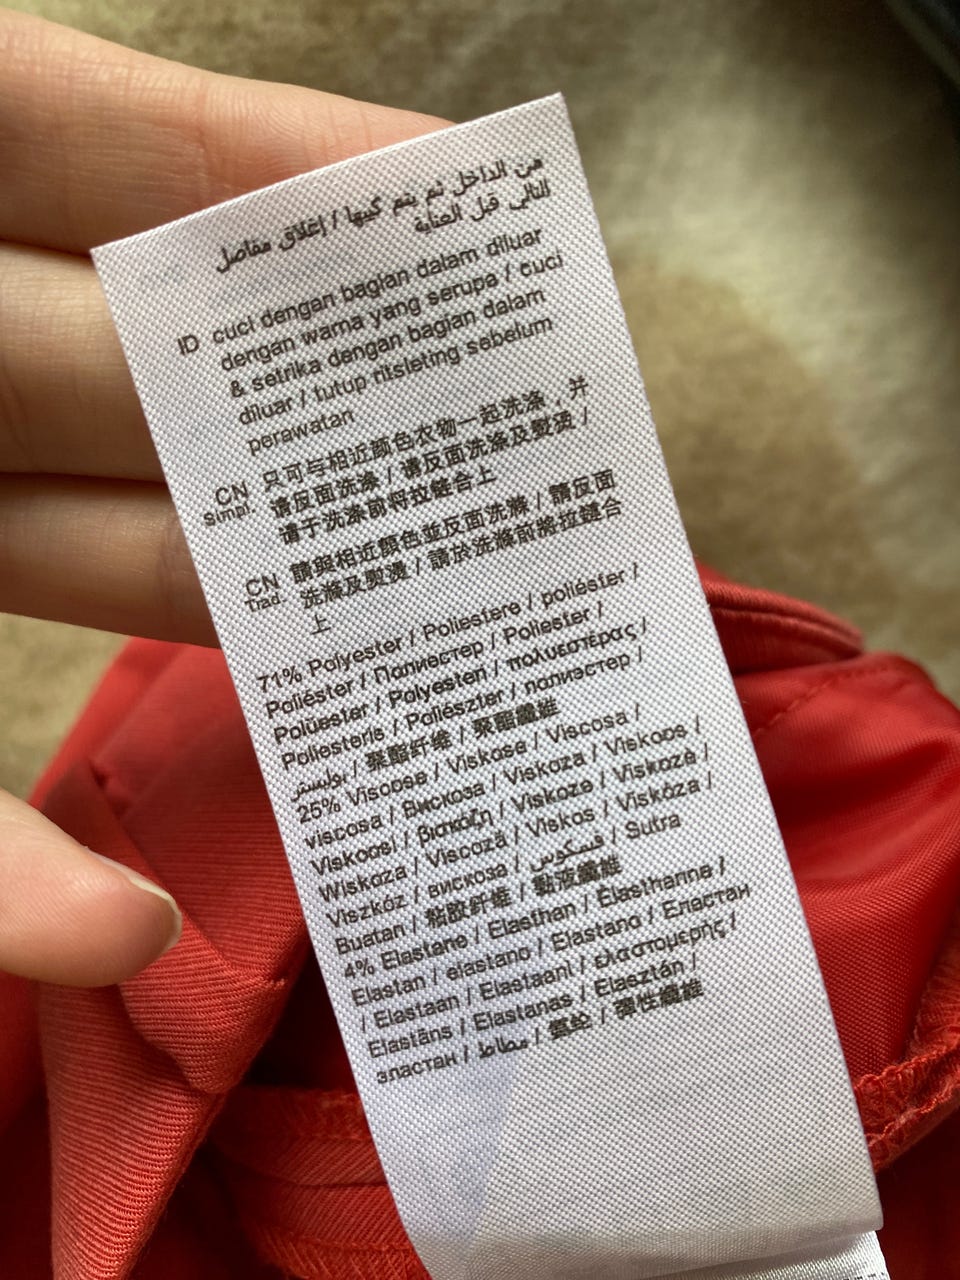 من الداخل ثم يتم كيها / إغلاق مفاصل
التالى قبل العناية
ID cuci dengan bagian dalam diluar
dengan warna yang serupa / cuci
& setrika dengan bagian dalam
diluar / tutup ritsleting sebelum
perawatan
CN Simpl. 只可与相近颜色衣物一起洗涤，并
请反面洗涤 / 请反面洗涤及熨烫 /
请于洗涤前将拉链合上
CN Trad. 請與相近顏色並反面洗滌 / 請反面
洗滌及熨燙 / 請於洗滌前將拉鏈合
上
71% Polyester / Poliestere / poliéster /
Poliéster / Полиестер / Poliester /
Polüester / Polyesteri / πολυεστέρας /
Poliesteris / Poliészter / полиэстер /
بوليستر / 聚酯纤维 / 聚酯纖維
25% Viscose / Viskose / Viscosa /
viscosa / Вискоза / Viskoza / Viskoos /
Viskoosi / βισκόζη / Viskoze / Viskozė /
Wiskoza / Viscoză / Viskos / Viskóza /
Viszkóz / вискоза / فسكوس / Sutra
Buatan / 粘胶纤维 / 黏液纖維
4% Elastane / Elasthan / Élasthanne /
Elastan / elastano / Elastano / Еластан
/ Elastaan / Elastaani / ελαστομερής /
Elastāns / Elastanas / Elasztán /
эластан / مطاط / 氨纶 / 彈性纖維